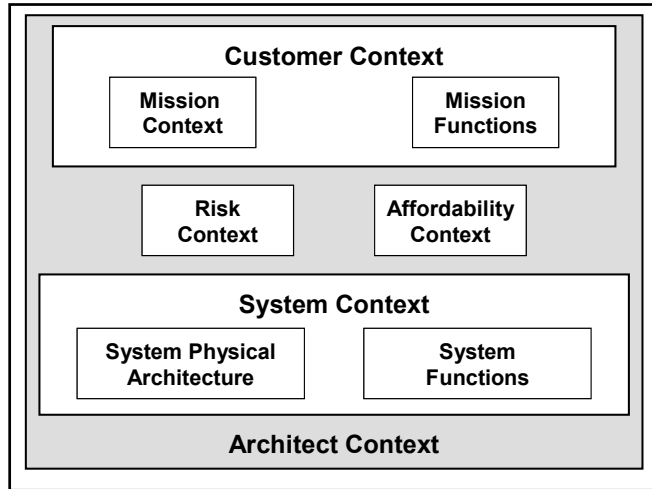 Customer Context
Mission
Context
Mission
Functions
Risk
Context
Affordability
Context
System Context
System Physical
Architecture
System
Functions
Architect Context